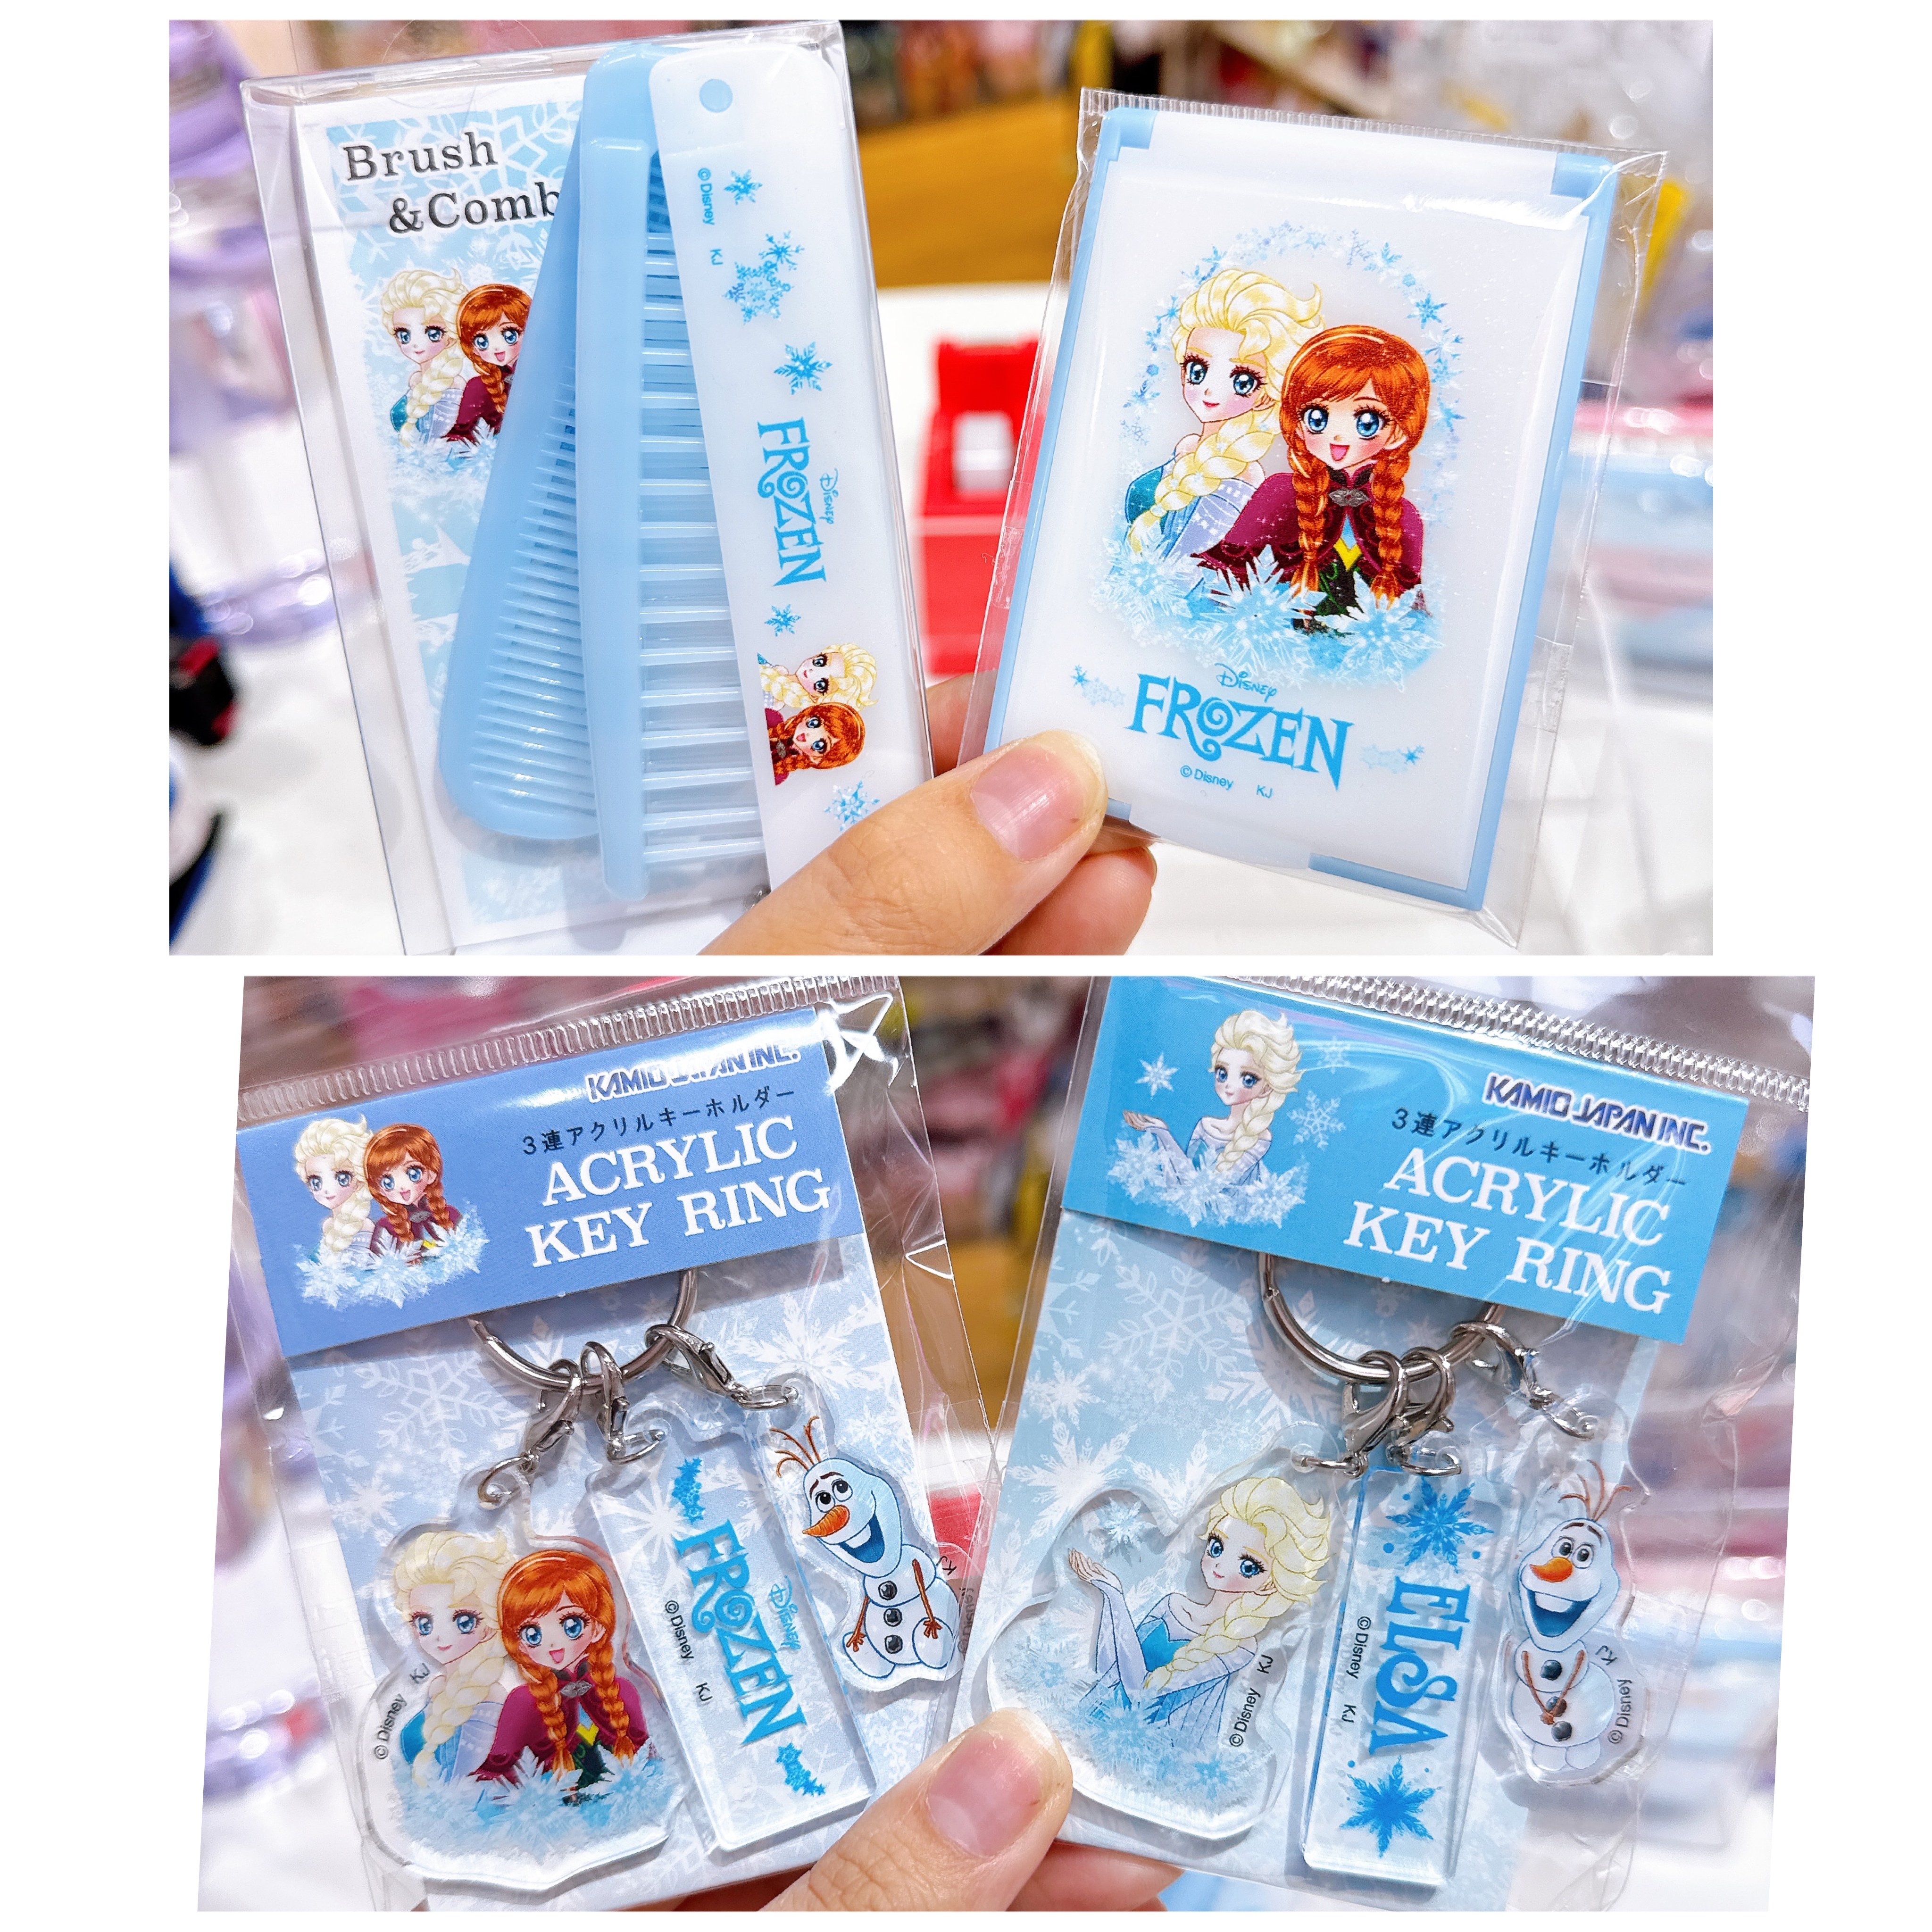 Brush
&Comb
©Disney KJ
Disney
FROZEN
Disney
FROZEN
©Disney KJ
KAMIO JAPAN INC.
3連アクリルキーホルダー
ACRYLIC
KEY RING
©Disney KJ
Disney
FROZEN
©Disney KJ
KJ
KAMIO JAPAN INC.
3連アクリルキーホルダー
ACRYLIC
KEY RING
©Disney KJ
ELSA
©Disney KJ
©Disney KJ